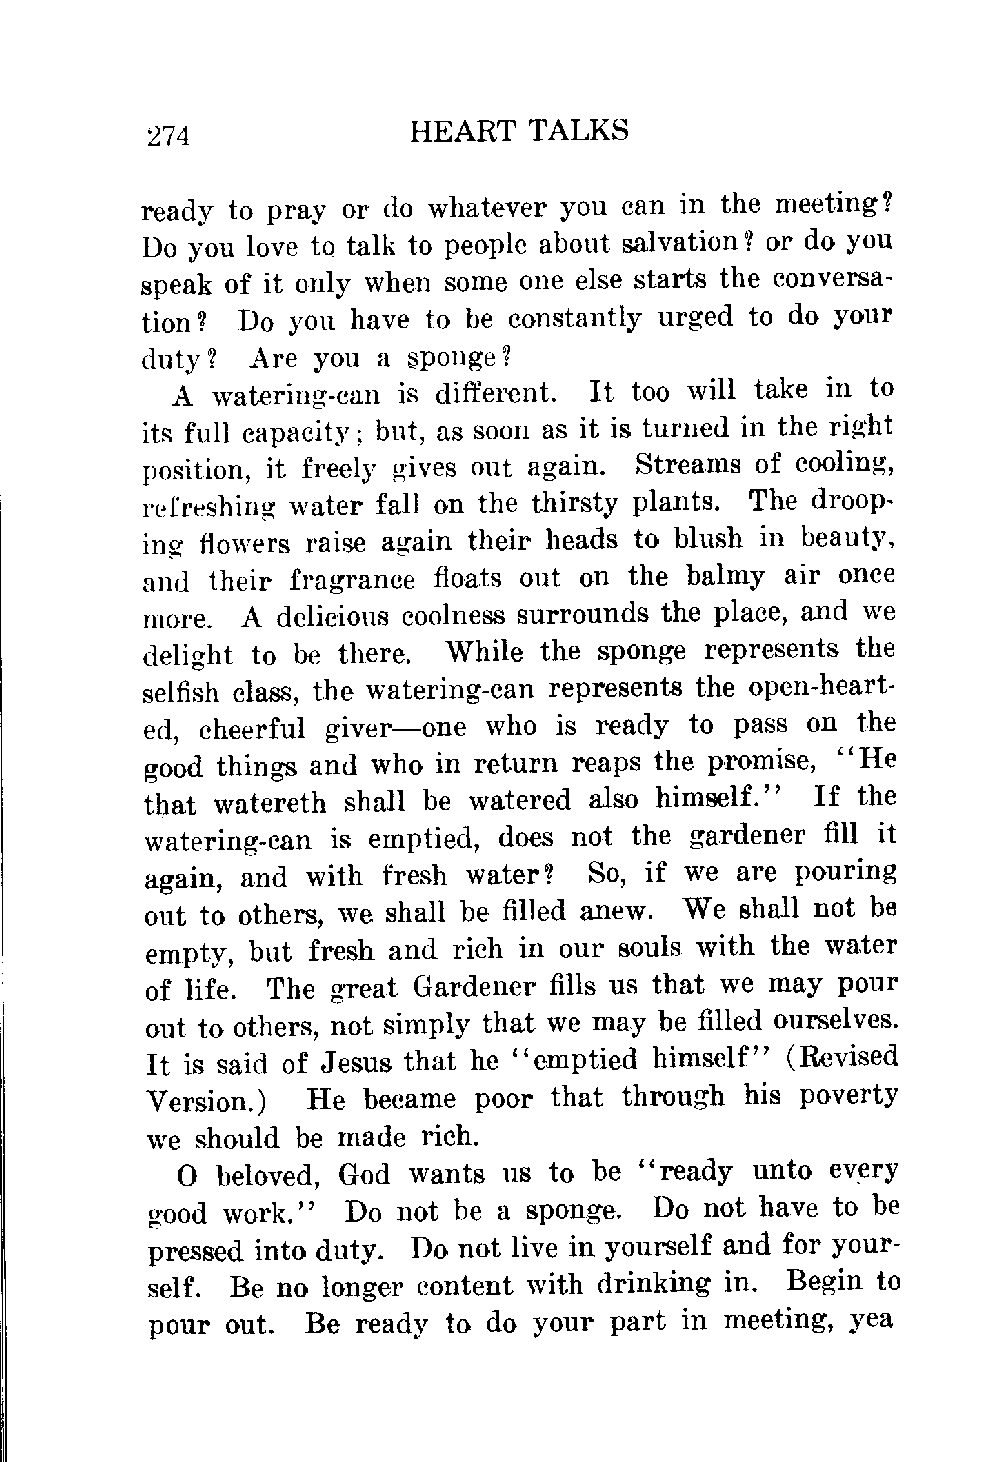 274 HEART TALKS
ready to pray or do whatever you can in the meeting?
Do you love to talk to people about salvation? or do you
speak of it only when some one else starts the conversa-
tion? Do you have to be constantly urged to do your
duty? Are you a sponge?
A watering-can is different. It too will take in to
its full capacity; but, as soon as it is turned in the right
position, it freely gives out again. Streams of cooling,
refreshing water fall on the thirsty plants. The droop-
ing flowers raise again their heads to blush in beauty,
and their fragrance floats out on the balmy air once
more. A delicious coolness surrounds the place, and we
delight to be there. While the sponge represents the
selfish class, the watering-can represents the open-heart-
ed, cheerful giver—one who is ready to pass on the
good things and who in return reaps the promise, "He
that watereth shall be watered also himself." If the
watering-can is emptied, does not the gardener fill it
again, and with fresh water? So, if we are pouring
out to others, we shall be filled anew. We shall not be
empty, but fresh and rich in our souls with the water
of life. The great Gardener fills us that we may pour
out to others, not simply that we may be filled ourselves.
It is said of Jesus that he "emptied himself" (Revised
Version.) He became poor that through his poverty
we should be made rich.
O beloved, God wants us to be "ready unto every
good work." Do not be a sponge. Do not have to be
pressed into duty. Do not live in yourself and for your-
self. Be no longer content with drinking in. Begin to
pour out. Be ready to do your part in meeting, yea